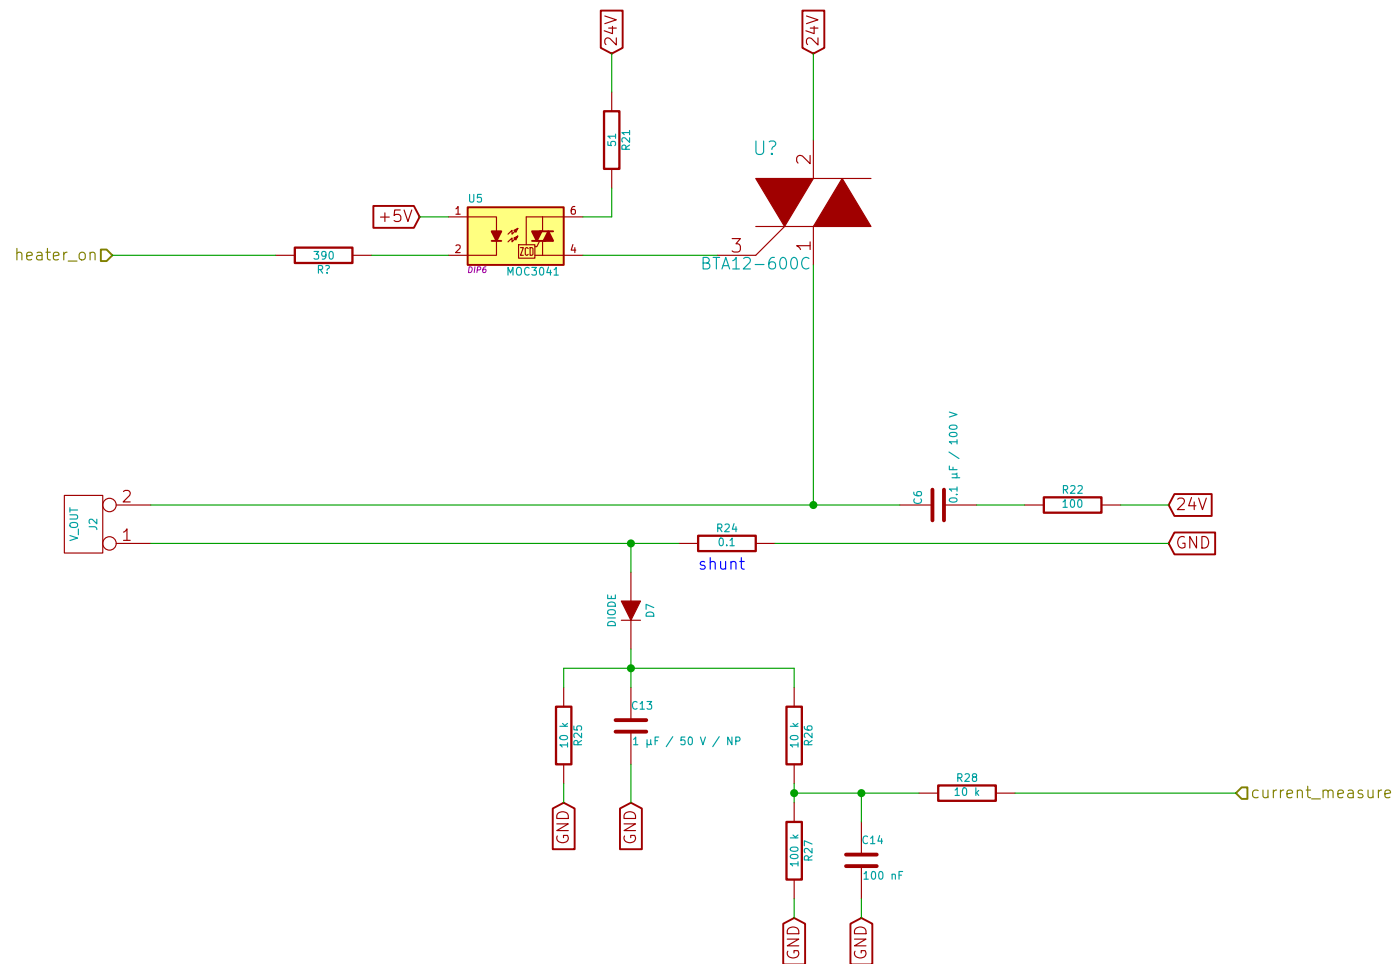 24V
24V
51
R21
U?
2
U5
+5V
1
6
heater_on
390
R?
2
ZCD
4
DIP6
MOC3041
3
1
BTA12-600C
0.1 µF / 100 V
C6
R22
100
24V
V_OUT
J2
2
1
R24
0.1
shunt
GND
DIODE
D7
10 k
R25
C13
1 µF / 50 V / NP
10 k
R26
R28
10 k
current_measure
GND
GND
100 k
R27
C14
100 nF
GND
GND